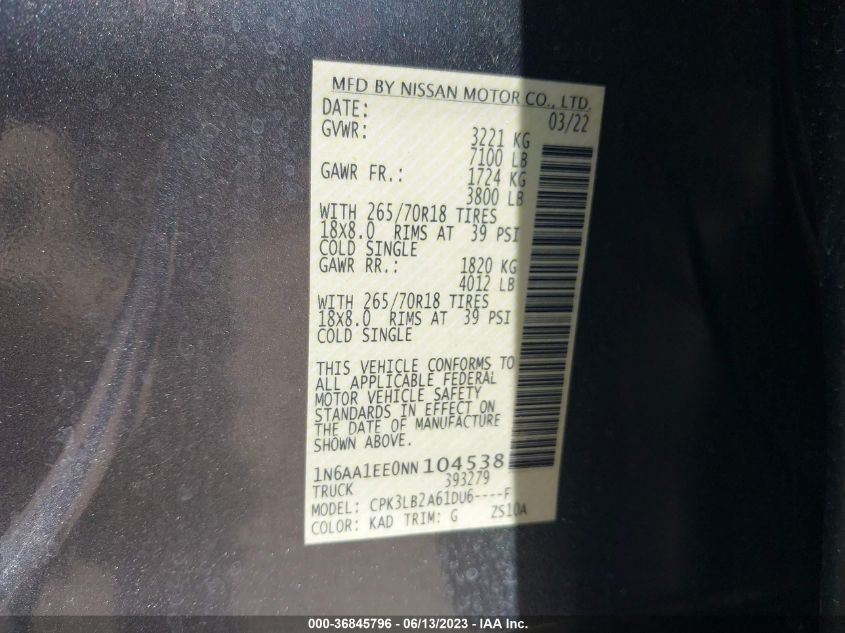 MFD BY NISSAN MOTOR CO., LTD.
DATE: 03/22
GVWR: 3221 KG
7100 LB
GAWR FR.: 1724 KG
3800 LB
WITH 265/70R18 TIRES
18X8.0 RIMS AT 39 PSI
COLD SINGLE
GAWR RR.: 1820 KG
4012 LB
WITH 265/70R18 TIRES
18X8.0 RIMS AT 39 PSI
COLD SINGLE
THIS VEHICLE CONFORMS TO
ALL APPLICABLE FEDERAL
MOTOR VEHICLE SAFETY
STANDARDS IN EFFECT ON
THE DATE OF MANUFACTURE
SHOWN ABOVE.
1N6AA1EE0NN104538
TRUCK 393279
MODEL: CPK3LB2A61DU6----F
COLOR: KAD TRIM: G ZS10A
000-36845796 - 06/13/2023 - IAA Inc.